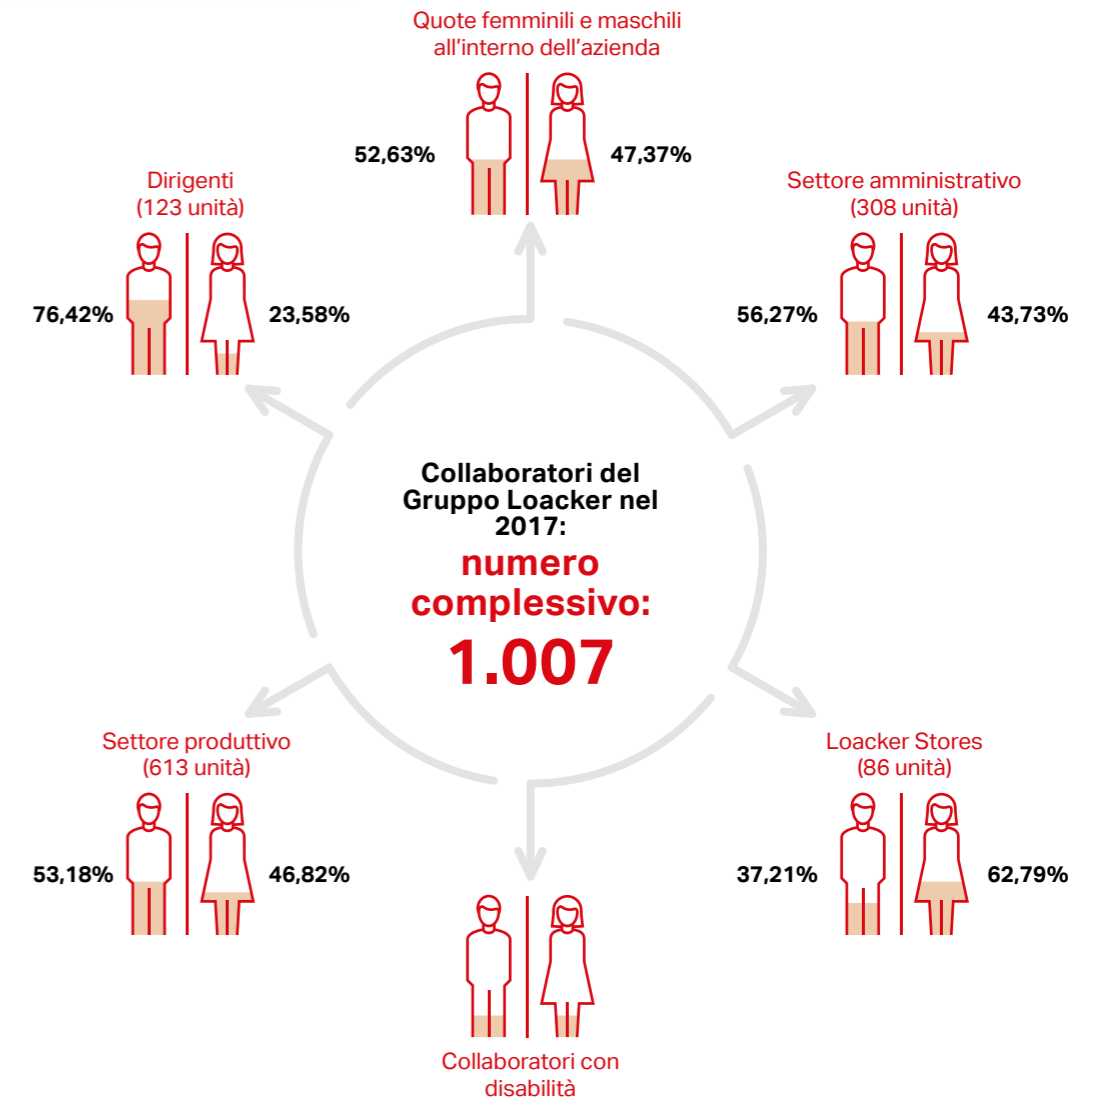 Quote femminili e maschili
all'interno dell'azienda
52,63%
47,37%
Dirigenti
(123 unità)
76,42%
23,58%
Settore amministrativo
(308 unità)
56,27%
43,73%
Collaboratori del
Gruppo Loacker nel
2017:
numero
complessivo:
1.007
Settore produttivo
(613 unità)
53,18%
46,82%
Loacker Stores
(86 unità)
37,21%
62,79%
Collaboratori con
disabilità